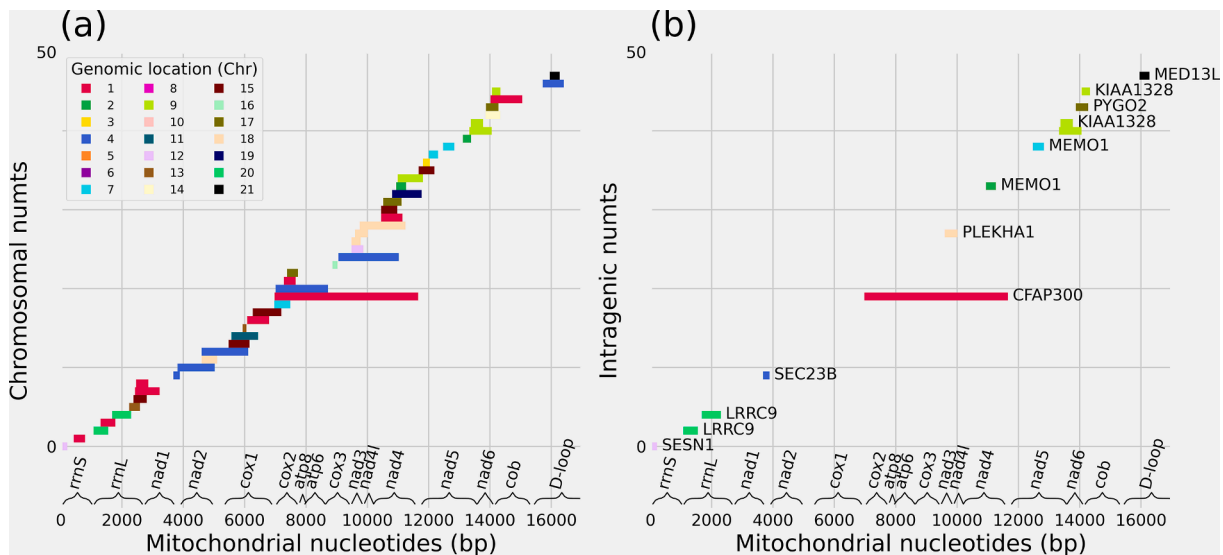 (a)
50
Genomic location (Chr)
1 8 15
2 9 16
3 10 17
4 11 18
5 12 19
6 13 20
7 14 21
Chromosomal numts
0
rrnS rrnL nad1 nad2 cox1 cox2 atp8 atp6 cox3 nad3 nad4l nad4 nad5 nad6 cob D-loop
0 2000 4000 6000 8000 10000 12000 14000 16000
Mitochondrial nucleotides (bp)
(b)
50
MED13L
KIAA1328
PYGO2
KIAA1328
MEMO1
MEMO1
PLEKHA1
CFAP300
SEC23B
LRRC9
LRRC9
SESN1
Intragenic numts
0
rrnS rrnL nad1 nad2 cox1 cox2 atp8 atp6 cox3 nad3 nad4l nad4 nad5 nad6 cob D-loop
0 2000 4000 6000 8000 10000 12000 14000 16000
Mitochondrial nucleotides (bp)